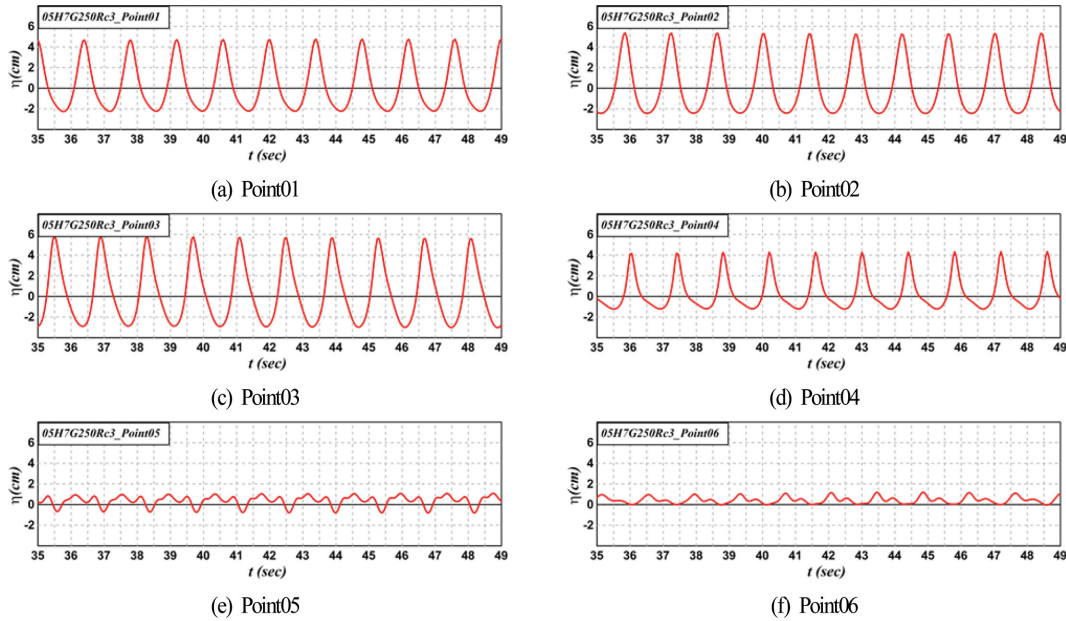 05H7G250Rc3_Point01
η(cm)
6
4
2
0
-2
35 36 37 38 39 40 41 42 43 44 45 46 47 48 49
t (sec)
(a) Point01
05H7G250Rc3_Point02
η(cm)
6
4
2
0
-2
35 36 37 38 39 40 41 42 43 44 45 46 47 48 49
t (sec)
(b) Point02
05H7G250Rc3_Point03
η(cm)
6
4
2
0
-2
35 36 37 38 39 40 41 42 43 44 45 46 47 48 49
t (sec)
(c) Point03
05H7G250Rc3_Point04
η(cm)
6
4
2
0
-2
35 36 37 38 39 40 41 42 43 44 45 46 47 48 49
t (sec)
(d) Point04
05H7G250Rc3_Point05
η(cm)
6
4
2
0
-2
35 36 37 38 39 40 41 42 43 44 45 46 47 48 49
t (sec)
(e) Point05
05H7G250Rc3_Point06
η(cm)
6
4
2
0
-2
35 36 37 38 39 40 41 42 43 44 45 46 47 48 49
t (sec)
(f) Point06